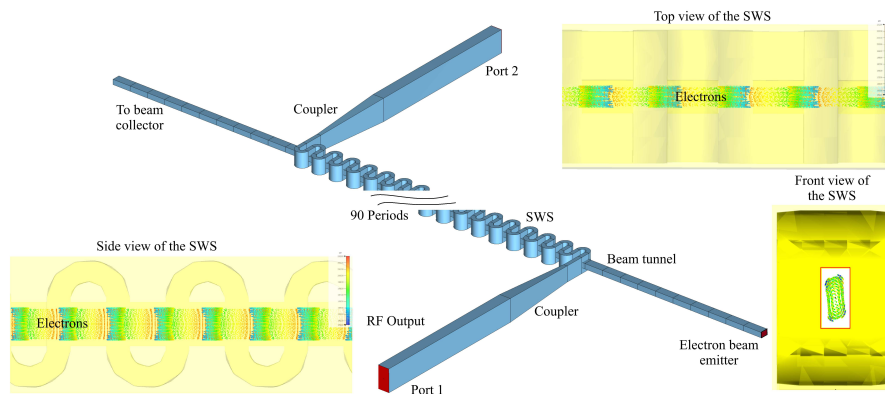 Top view of the SWS
Electrons
Port 2
Coupler
To beam
collector
Front view of
the SWS
90 Periods
SWS
Side view of the SWS
Electrons
Beam tunnel
RF Output
Coupler
Electron beam
emitter
Port 1